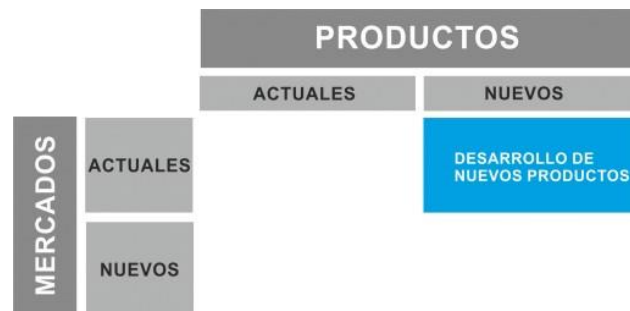 PRODUCTOS
ACTUALES
NUEVOS
MERCADOS
ACTUALES
DESARROLLO DE
NUEVOS PRODUCTOS
NUEVOS